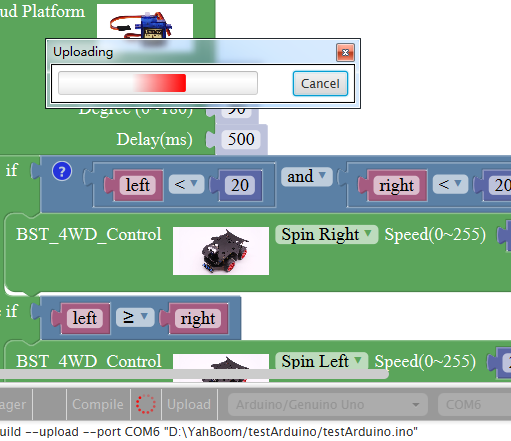 ud Platform
Uploading
Cancel
Degree (0~180) 90
Delay(ms) 500
if ? left < 20 and right < 20
BST_4WD_Control Spin Right Speed(0~255)
e if left ≥ right
BST_4WD_Control Spin Left Speed(0~255) 2
ager Compile Upload Arduino/Genuino Uno COM6
uild --upload --port COM6 "D:\YahBoom/testArduino/testArduino.ino"